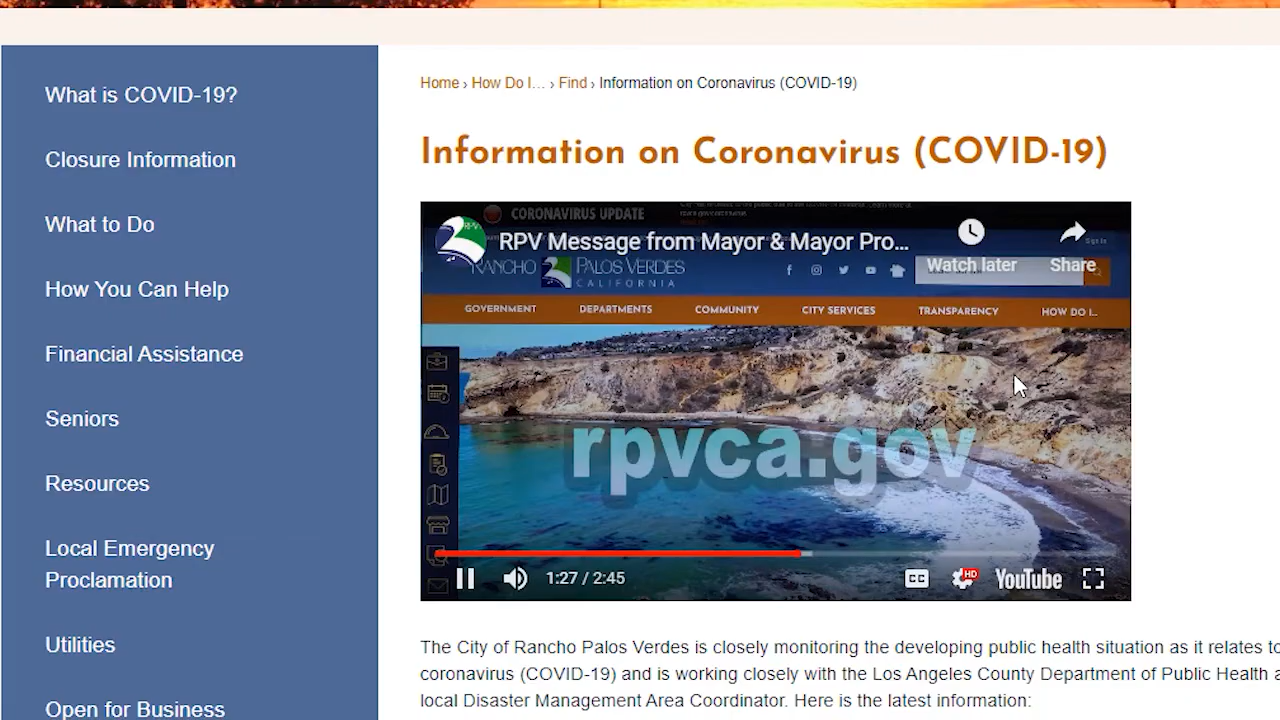 What is COVID-19?
Closure Information
What to Do
How You Can Help
Financial Assistance
Seniors
Resources
Local Emergency
Proclamation
Utilities
Open for Business
Home › How Do I... › Find › Information on Coronavirus (COVID-19)
Information on Coronavirus (COVID-19)
CORONAVIRUS UPDATE
RPV
RPV Message from Mayor & Mayor Pro...
Watch later
Share
Sign In
RANCHO PALOS VERDES
CALIFORNIA
GOVERNMENT DEPARTMENTS COMMUNITY CITY SERVICES TRANSPARENCY HOW DO I...
rpvca.gov
1:27 / 2:45
CC
HD
YouTube
The City of Rancho Palos Verdes is closely monitoring the developing public health situation as it relates to
coronavirus (COVID-19) and is working closely with the Los Angeles County Department of Public Health a
local Disaster Management Area Coordinator. Here is the latest information: